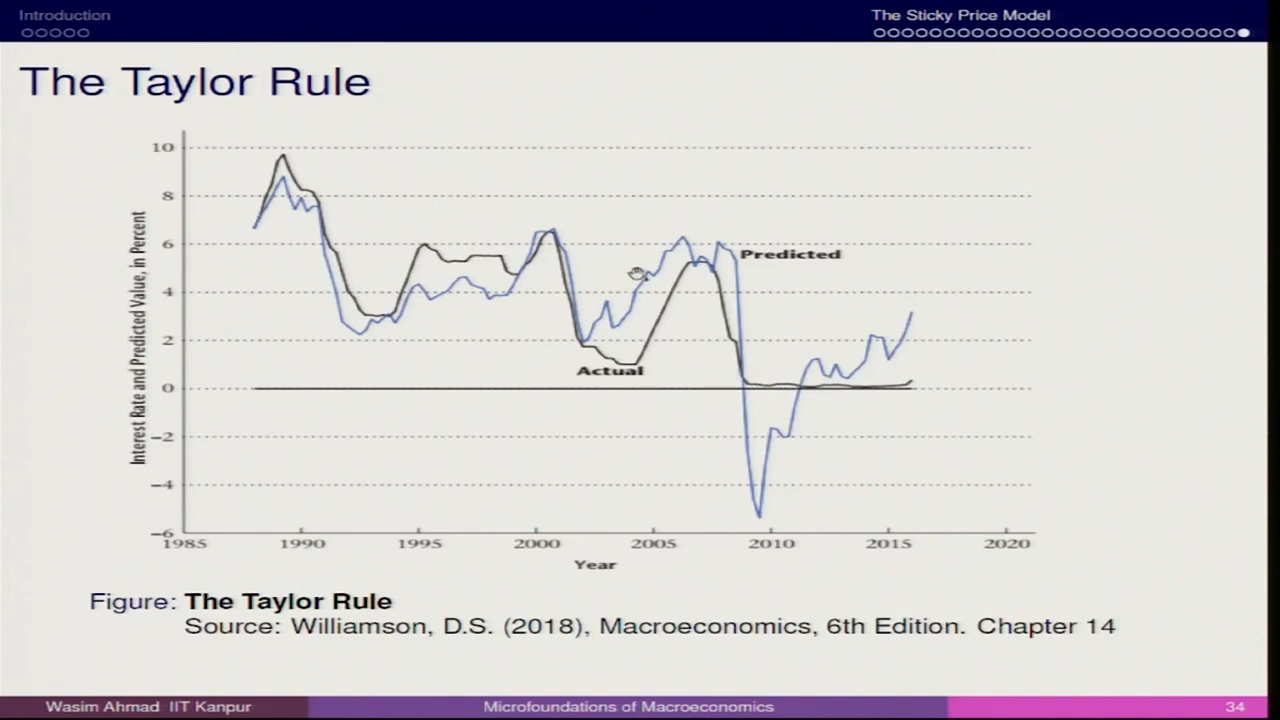 Introduction
The Sticky Price Model
The Taylor Rule
Interest Rate and Predicted Value, in Percent
10
8
6
4
2
0
−2
−4
−6
Predicted
Actual
1985 1990 1995 2000 2005 2010 2015 2020
Year
Figure: The Taylor Rule
Source: Williamson, D.S. (2018), Macroeconomics, 6th Edition. Chapter 14
Wasim Ahmad IIT Kanpur
Microfoundations of Macroeconomics
34